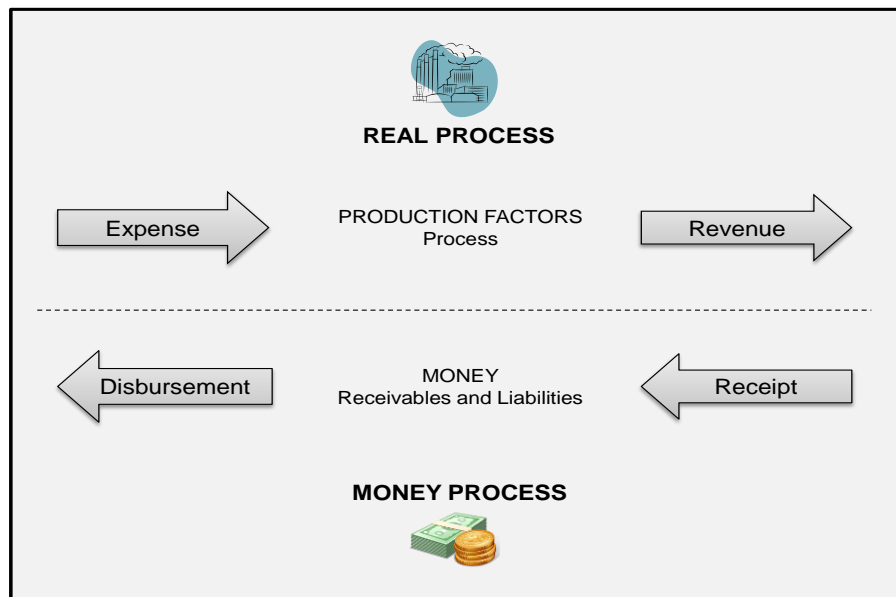 REAL PROCESS
Expense
PRODUCTION FACTORS
Process
Revenue
Disbursement
MONEY
Receivables and Liabilities
Receipt
MONEY PROCESS